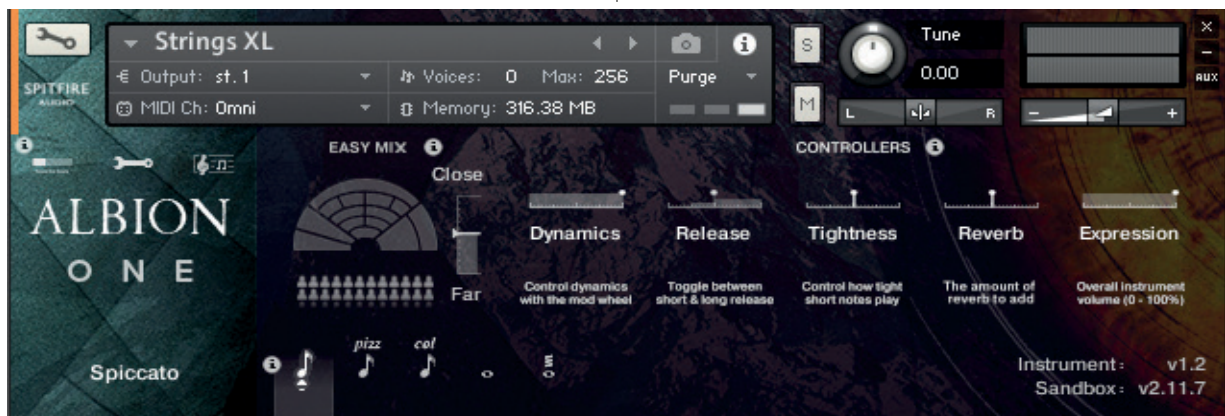 Strings XL
i
S
Tune
×
Output: st. 1
Voices: 0 Max: 256
Purge
0.00
−
SPITFIRE
AUDIO
AUX
MIDI Ch: Omni
Memory: 316.38 MB
M
L
R
−
+
EASY MIX
CONTROLLERS
Close
Far
ALBION
ONE
Dynamics
Control dynamics
with the mod wheel
Release
Toggle between
short & long release
Tightness
Control how tight
short notes play
Reverb
The amount of
reverb to add
Expression
Overall instrument
volume (0 - 100%)
Spiccato
pizz
col
Instrument: v1.2
Sandbox: v2.11.7